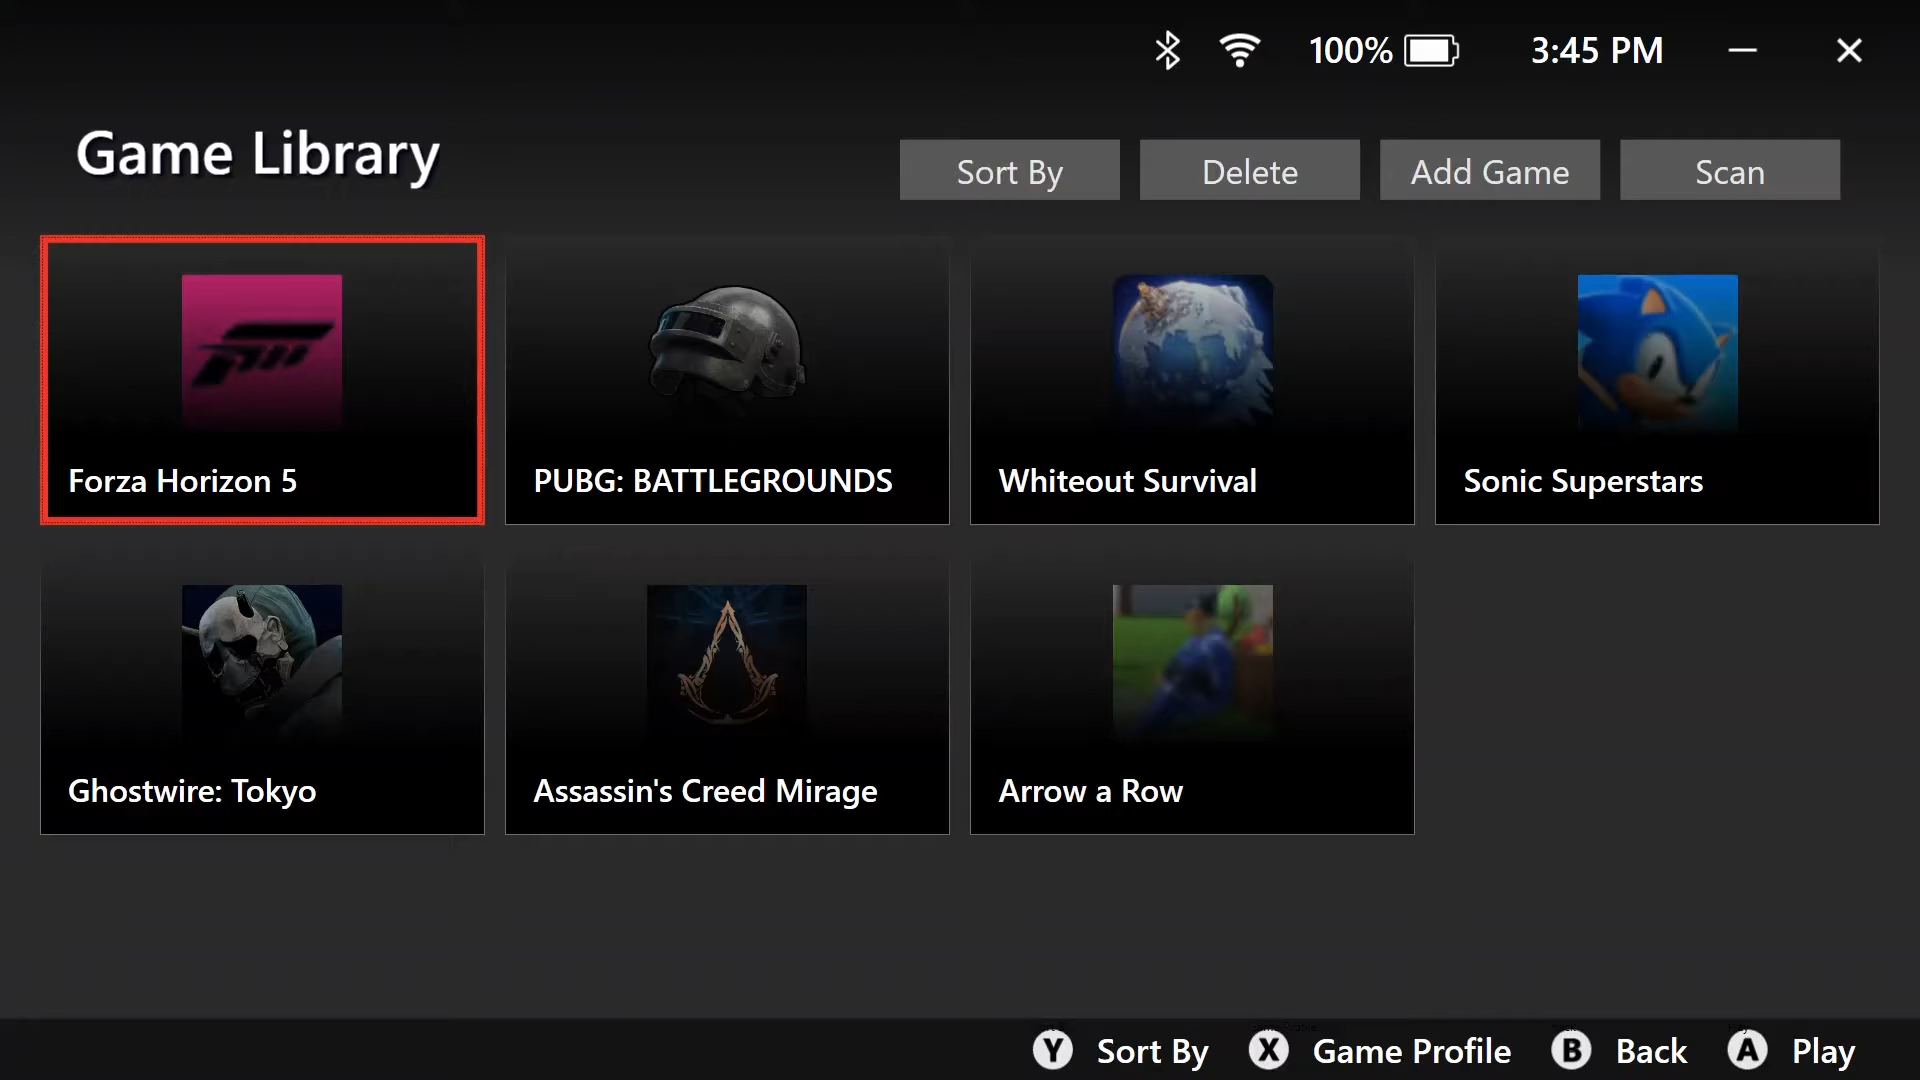 100% 3:45 PM
Game Library
Sort By Delete Add Game Scan
Forza Horizon 5 PUBG: BATTLEGROUNDS Whiteout Survival Sonic Superstars
Ghostwire: Tokyo Assassin's Creed Mirage Arrow a Row
Y Sort By X Game Profile B Back A Play